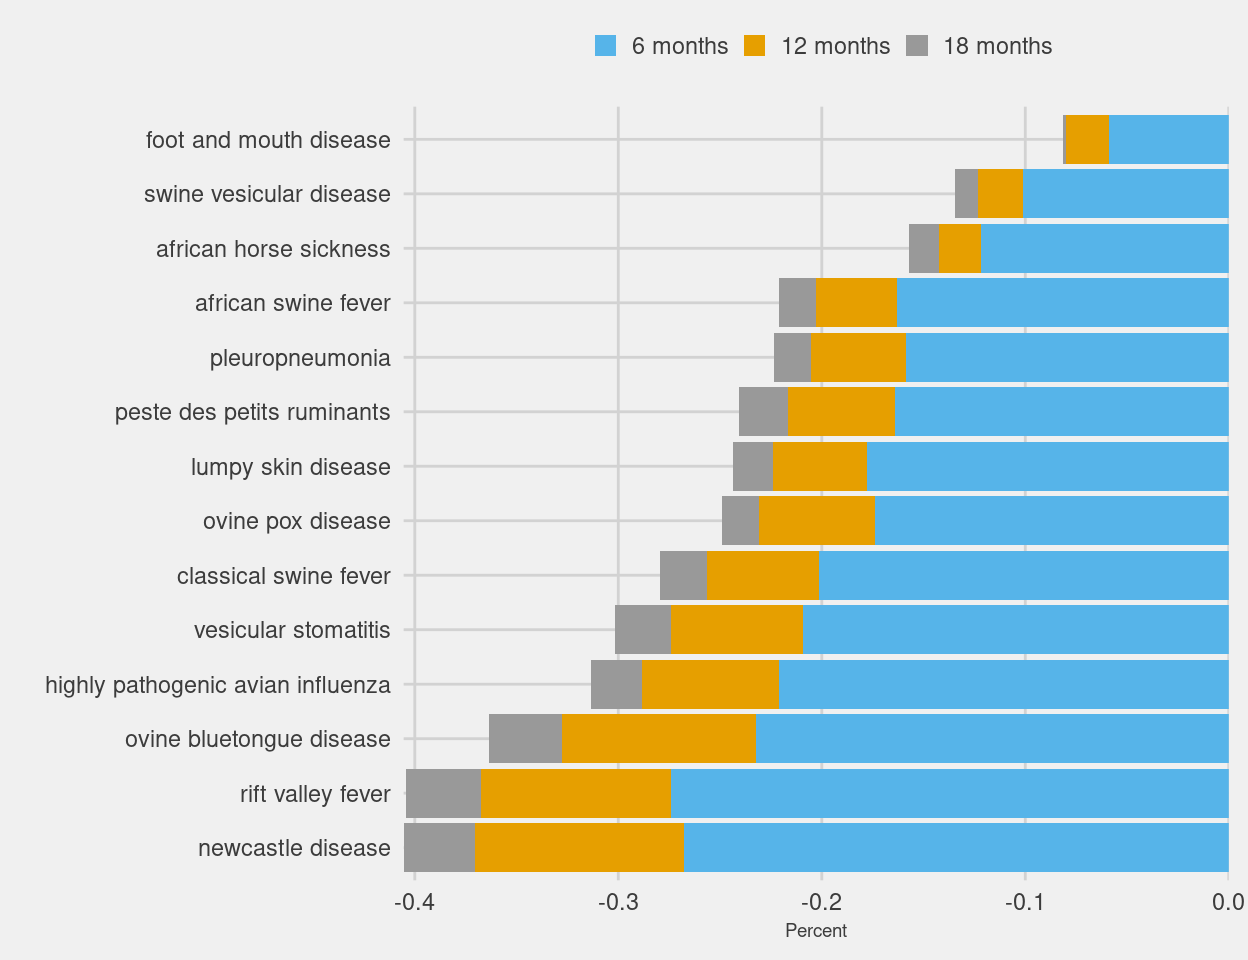 6 months 12 months 18 months
foot and mouth disease
swine vesicular disease
african horse sickness
african swine fever
pleuropneumonia
peste des petits ruminants
lumpy skin disease
ovine pox disease
classical swine fever
vesicular stomatitis
highly pathogenic avian influenza
ovine bluetongue disease
rift valley fever
newcastle disease
-0.4 -0.3 -0.2 -0.1 0.0
Percent